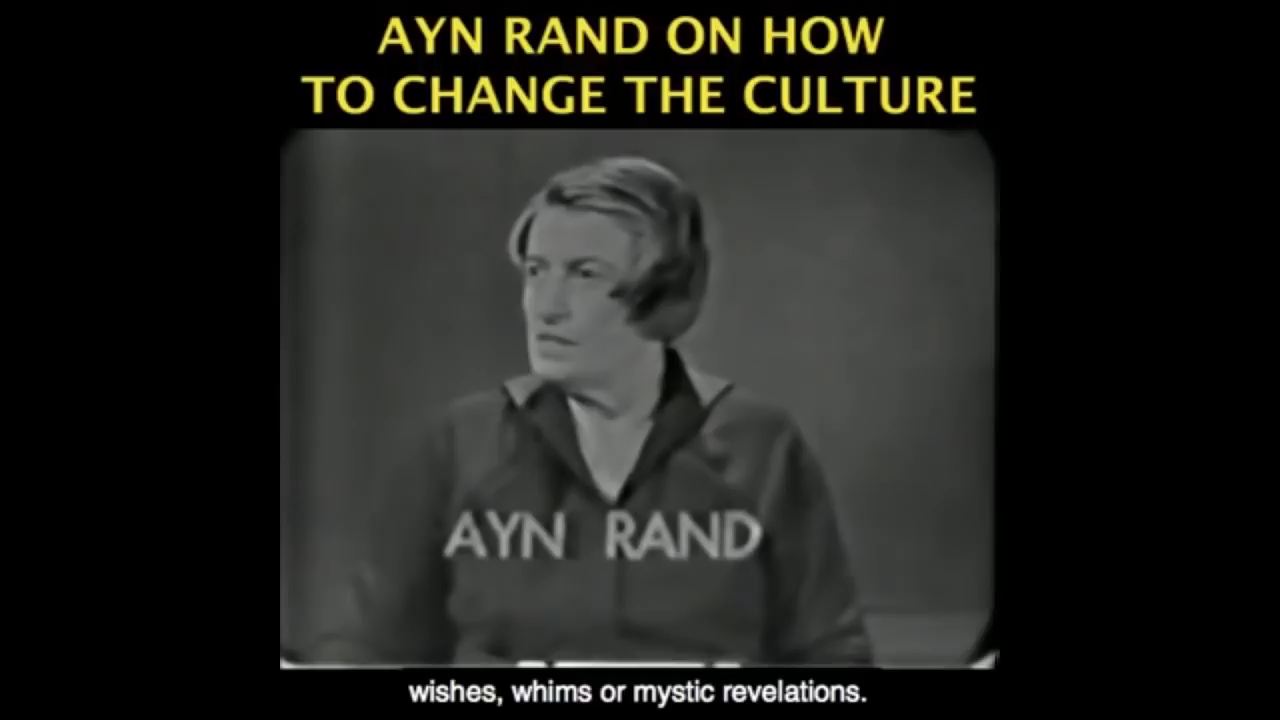 AYN RAND ON HOW
TO CHANGE THE CULTURE
AYN RAND
wishes, whims or mystic revelations.